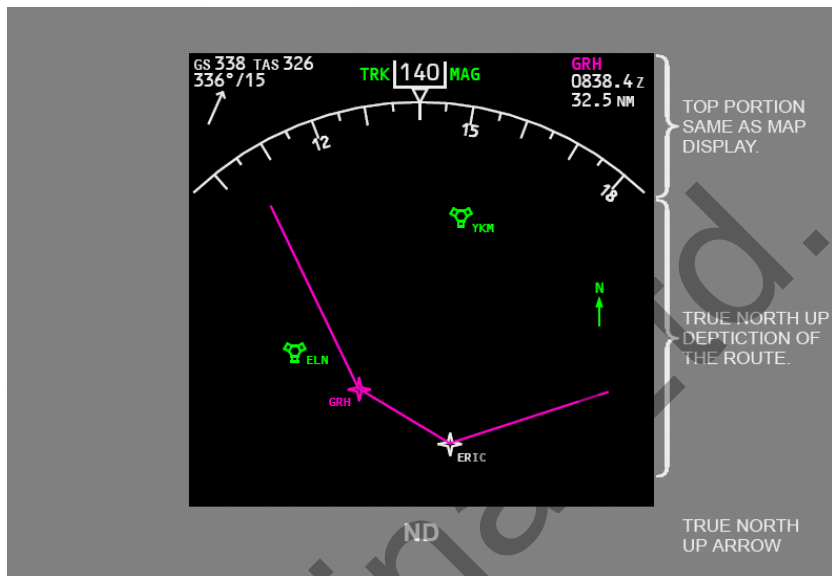 GS 338 TAS 326
336°/15
TRK 140 MAG
GRH
0838.4 Z
32.5 NM
12
15
18
TOP PORTION
SAME AS MAP
DISPLAY.
YKM
N
TRUE NORTH UP
DEPTICTION OF
THE ROUTE.
ELN
GRH
ERIC
ND
TRUE NORTH
UP ARROW